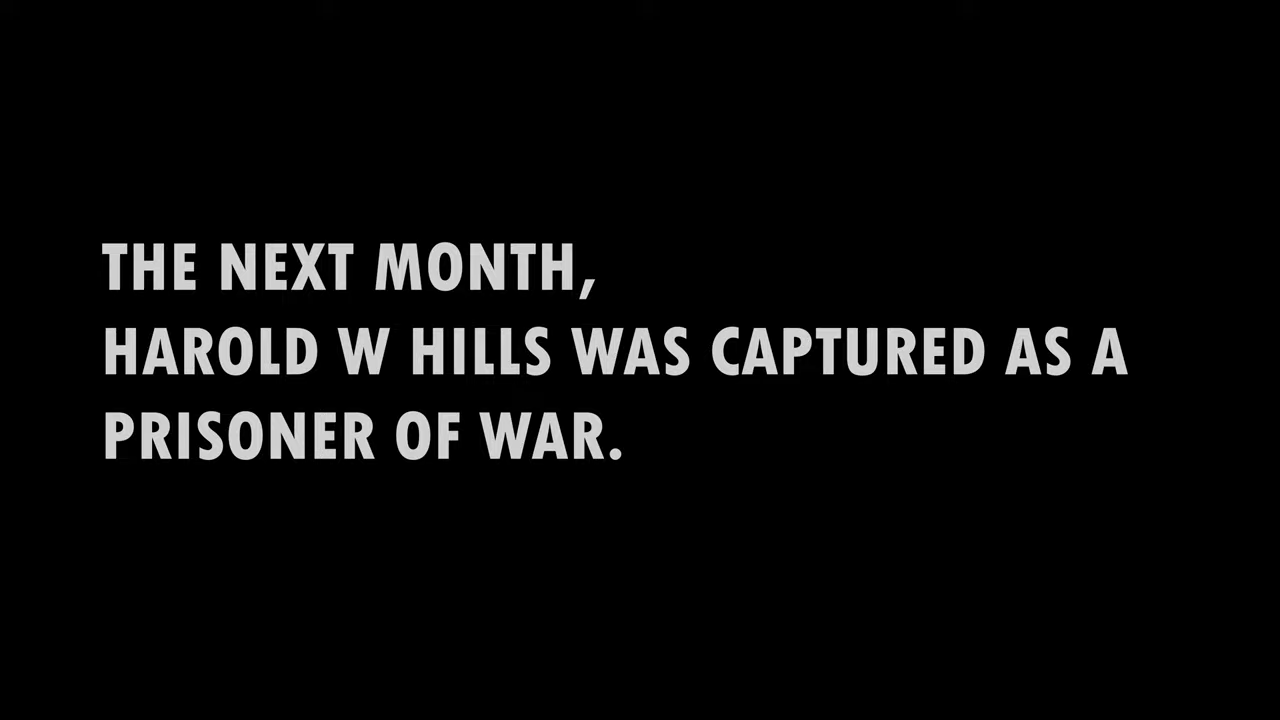 THE NEXT MONTH,
HAROLD W HILLS WAS CAPTURED AS A
PRISONER OF WAR.